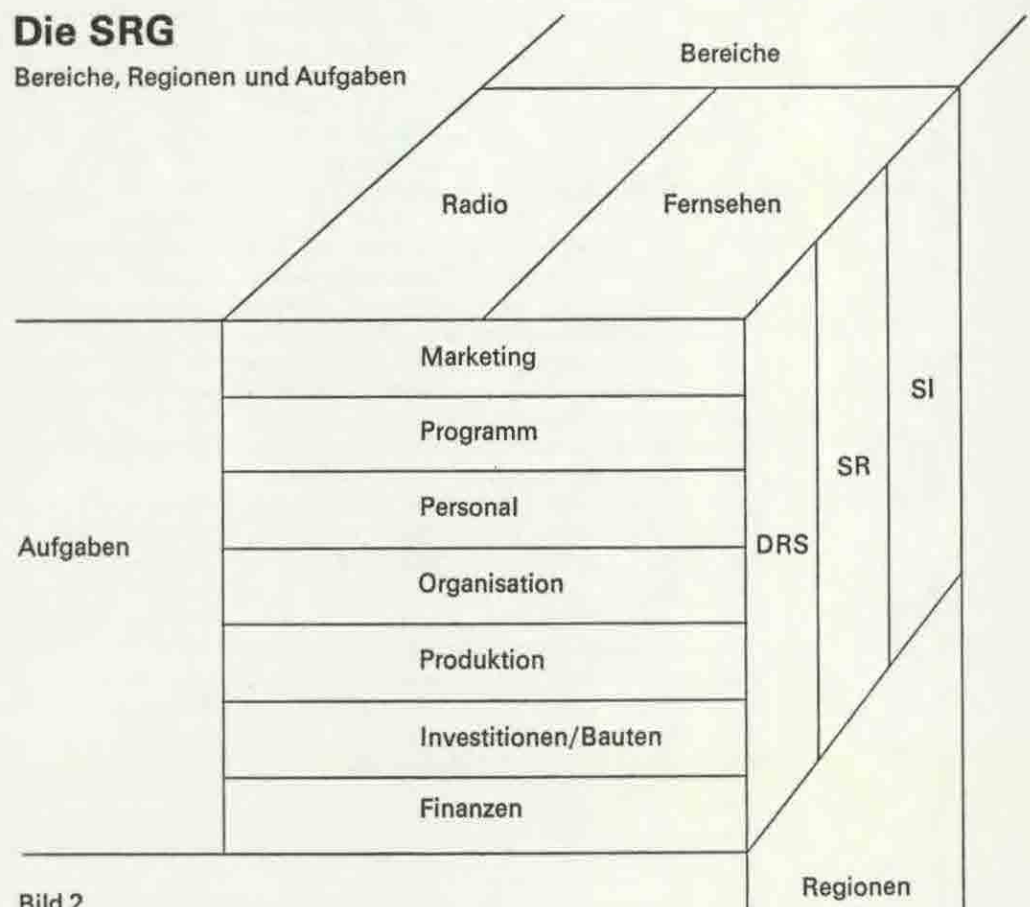 Die SRG
Bereiche, Regionen und Aufgaben
Bereiche
Radio
Fernsehen
Marketing
Programm
Personal
Organisation
Produktion
Investitionen/Bauten
Finanzen
Aufgaben
DRS
SR
SI
Regionen
Bild 2